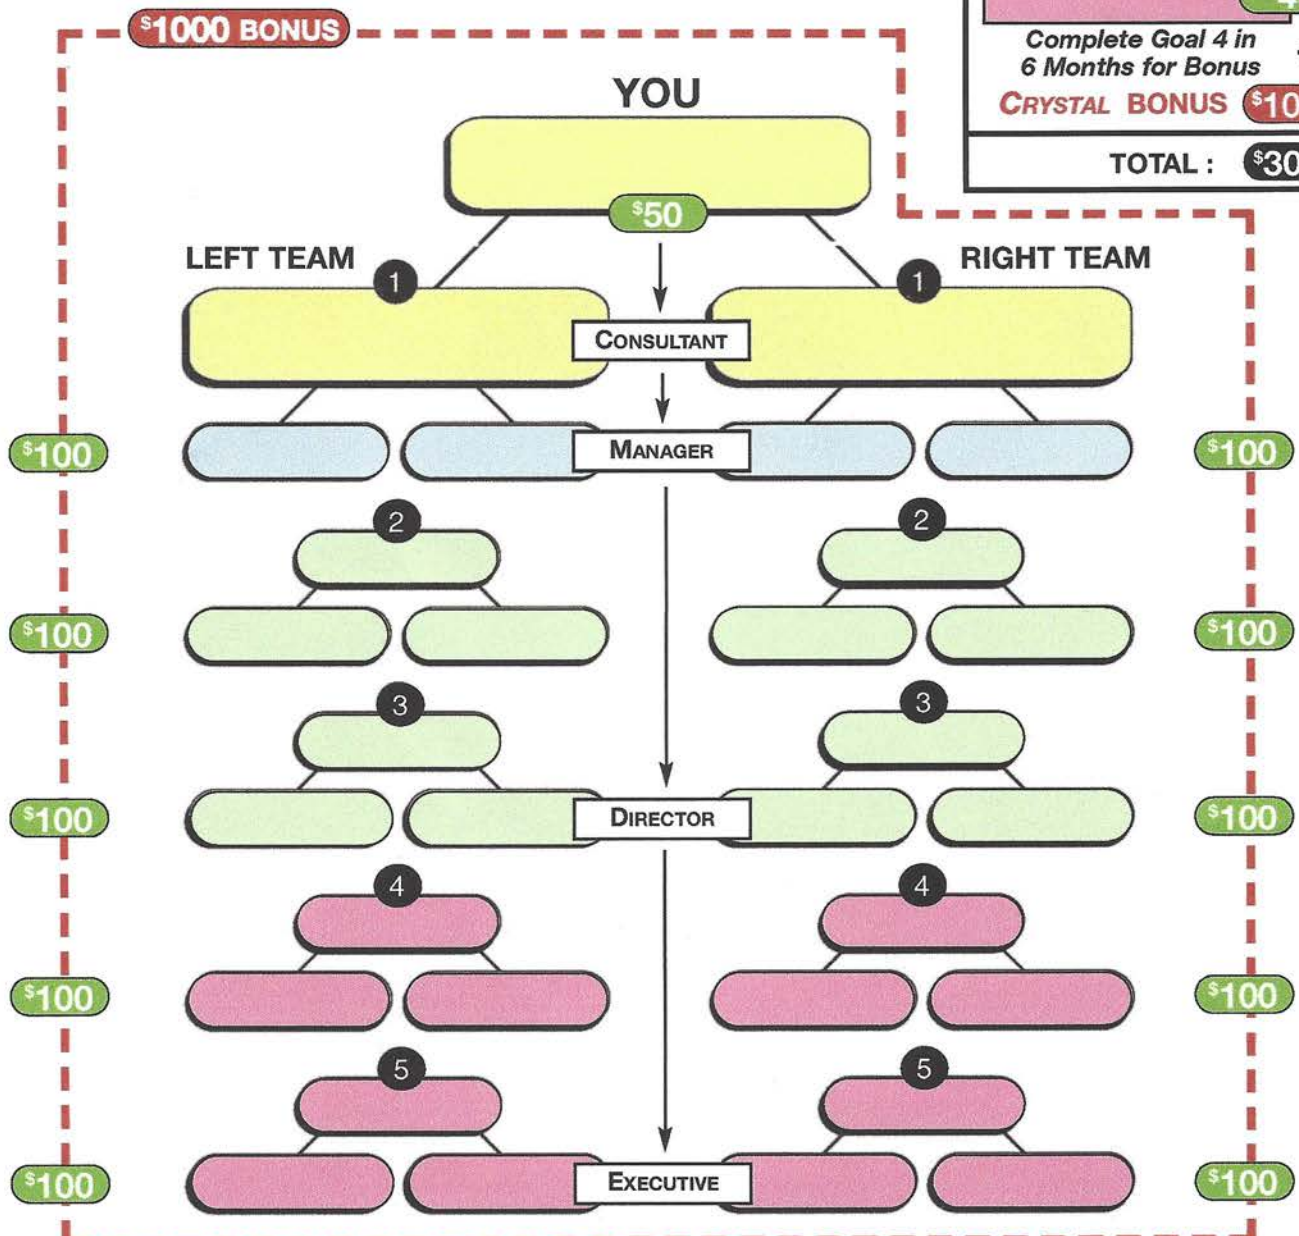 $1000 BONUS
Complete Goal 4 in
6 Months for Bonus
CRYSTAL BONUS
TOTAL :
YOU
$50
LEFT TEAM
RIGHT TEAM
1
1
CONSULTANT
$100
MANAGER
$100
2
2
$100
$100
3
3
$100
DIRECTOR
$100
4
4
$100
$100
5
5
$100
EXECUTIVE
$100